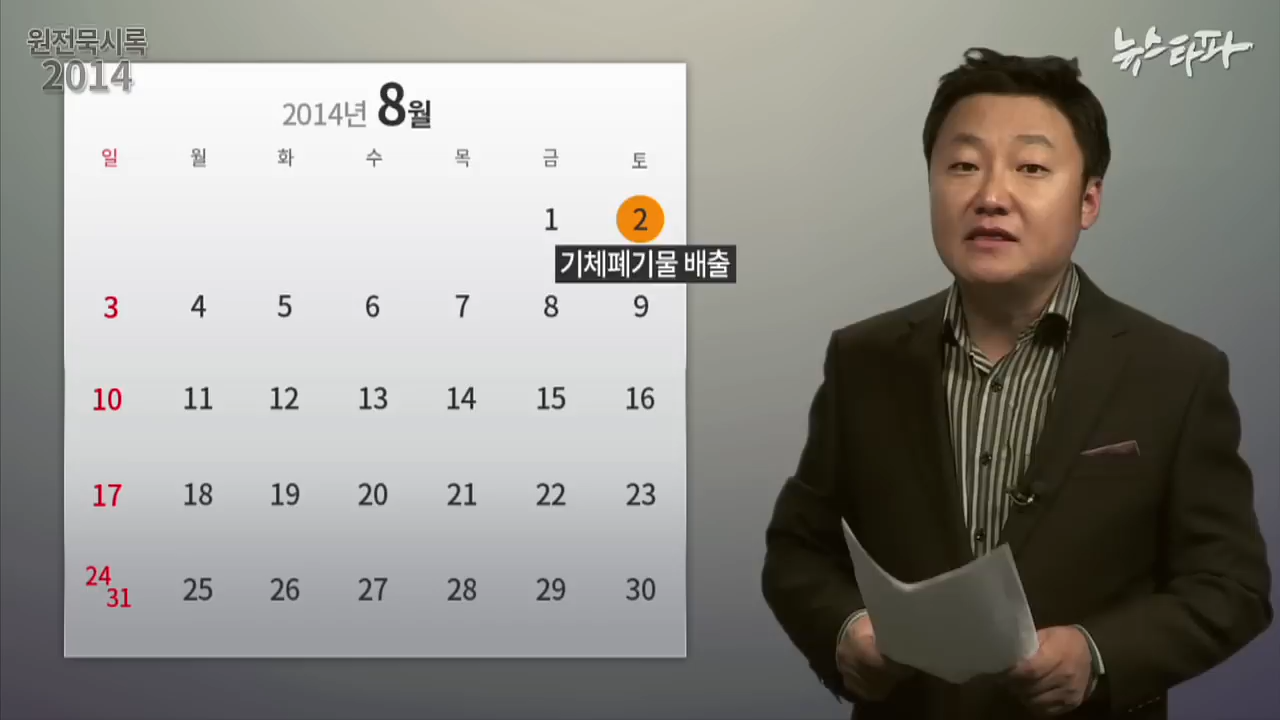 원전묵시록
2014
뉴스타파
2014년 8월
일 월 화 수 목 금 토
1 2
기체폐기물 배출
3 4 5 6 7 8 9
10 11 12 13 14 15 16
17 18 19 20 21 22 23
24 31 25 26 27 28 29 30